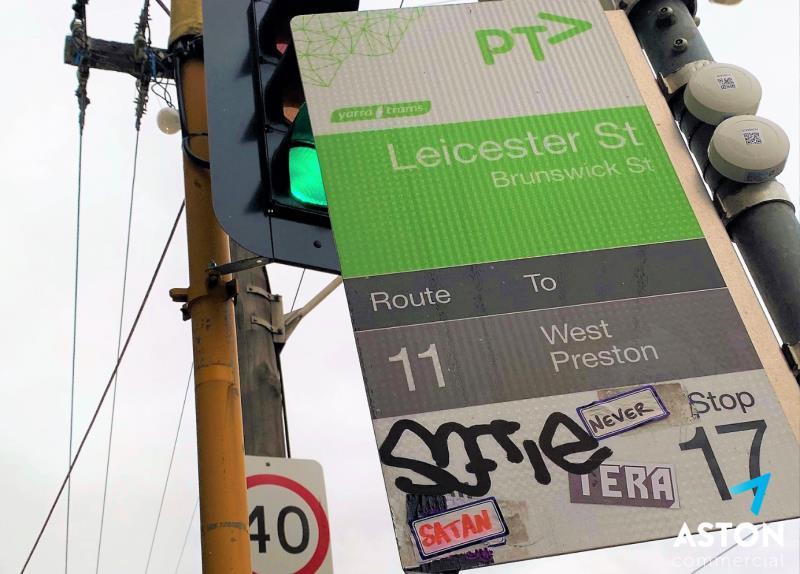 PT>
yarra trams
Leicester St
Brunswick St
Route To
11 West
Preston
NEVER
Stop
17
TERA
SATAN
40
ASTON
commercial